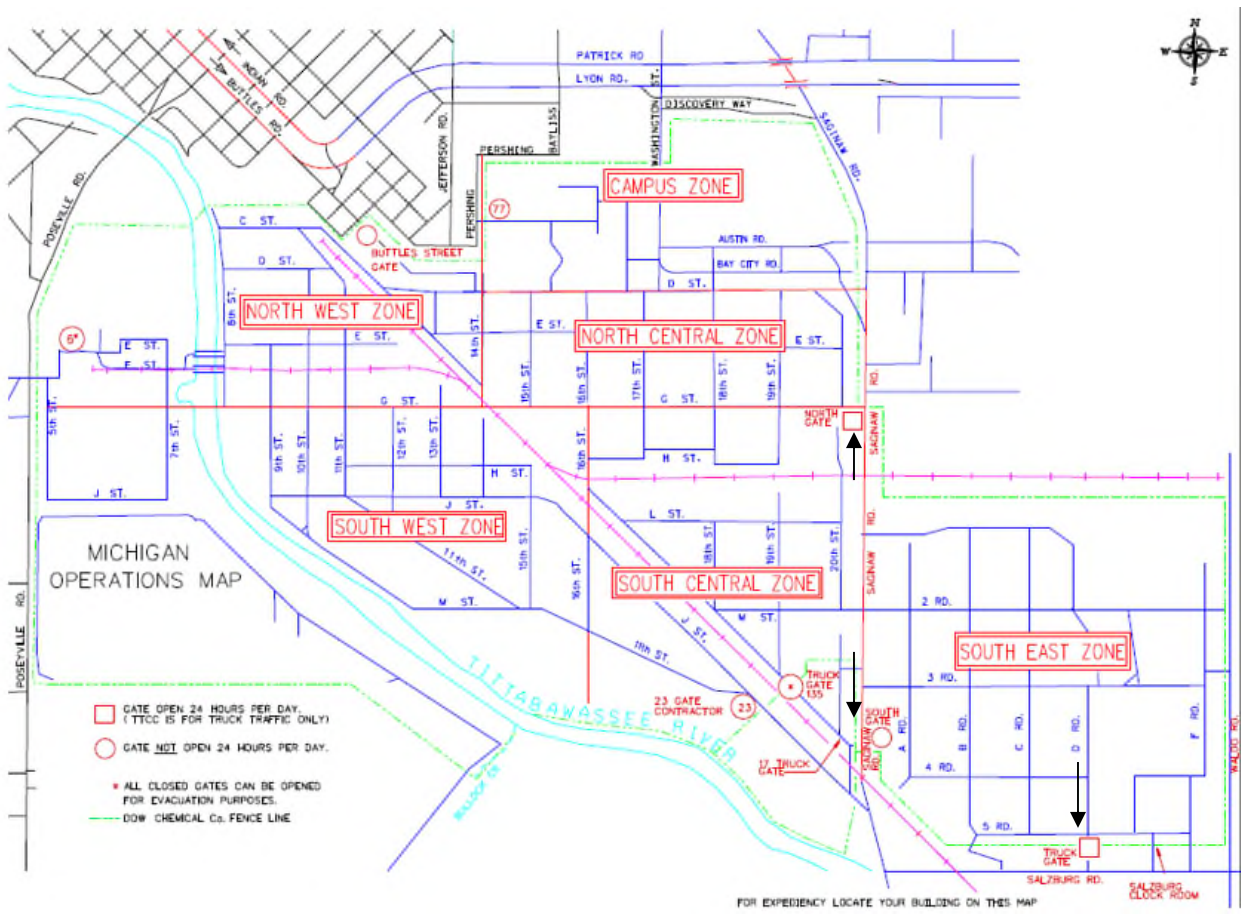 N
W E
S
PATRICK RD
LYON RD.
INDIAN RD.
BUTTLES RD.
WASHINGTON ST.
DISCOVERY WAY
SAGINAW RD.
BAYLISS
PERSHING
JEFFERSON RD.
PERSHING
POSEVILLE RD.
CAMPUS ZONE
77
C ST.
BUTTLES STREET
GATE
AUSTIN RD.
BAY CITY RD.
D ST.
D ST.
8th ST.
NORTH WEST ZONE
NORTH CENTRAL ZONE
14th ST.
E ST.
E ST.
E ST.
6*
E ST.
F ST.
15th ST.
16th ST.
17th ST.
18th ST.
19th ST.
RD.
G ST.
G ST.
5th ST.
7th ST.
NORTH
GATE
SAGINAW
9th ST.
10th ST.
11th ST.
12th ST.
13th ST.
16th ST.
H ST.
H ST.
J ST.
J ST.
SOUTH WEST ZONE
L ST.
RD.
MICHIGAN
OPERATIONS MAP
11th ST.
15th ST.
16th ST.
18th ST.
19th ST.
20th ST.
SAGINAW
SOUTH CENTRAL ZONE
M ST.
M ST.
J ST.
2 RD.
POSEYVILLE RD.
11th ST.
SOUTH EAST ZONE
TITTABAWASSEE RIVER
*
TRUCK
GATE
135
3 RD.
23 GATE
CONTRACTOR
23
SOUTH
GATE
GATE OPEN 24 HOURS PER DAY.
( TTCC IS FOR TRUCK TRAFFIC ONLY)
GATE NOT OPEN 24 HOURS PER DAY.
A RD.
B RD.
C RD.
D RD.
F RD.
WALDO RD.
SAGINAW
RD.
17 TRUCK
GATE
4 RD.
* ALL CLOSED GATES CAN BE OPENED
FOR EVACUATION PURPOSES.
DOW CHEMICAL Co. FENCE LINE
5 RD.
TRUCK
GATE
SALZBURG RD.
SALZBURG
CLOCK ROOM
FOR EXPEDIENCY LOCATE YOUR BUILDING ON THIS MAP